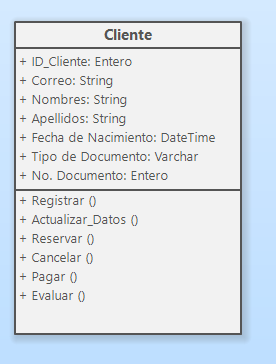 Cliente
+ ID_Cliente: Entero
+ Correo: String
+ Nombres: String
+ Apellidos: String
+ Fecha de Nacimiento: DateTime
+ Tipo de Documento: Varchar
+ No. Documento: Entero
+ Registrar ()
+ Actualizar_Datos ()
+ Reservar ()
+ Cancelar ()
+ Pagar ()
+ Evaluar ()